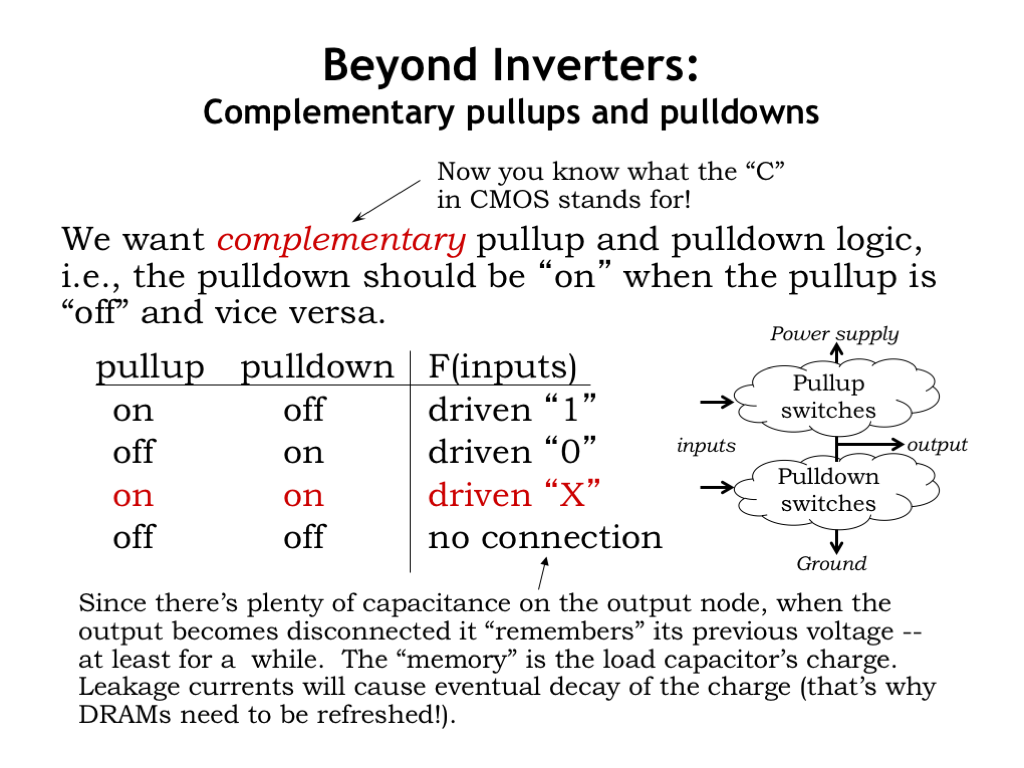 Beyond Inverters:
Complementary pullups and pulldowns
Now you know what the “C”
in CMOS stands for!
We want complementary pullup and pulldown logic,
i.e., the pulldown should be “on” when the pullup is
“off” and vice versa.
pullup pulldown F(inputs)
on off driven “1”
off on driven “0”
on on driven “X”
off off no connection
Power supply
Pullup
switches
inputs
output
Pulldown
switches
Ground
Since there’s plenty of capacitance on the output node, when the
output becomes disconnected it “remembers” its previous voltage --
at least for a  while.  The “memory” is the load capacitor’s charge.
Leakage currents will cause eventual decay of the charge (that’s why
DRAMs need to be refreshed!).